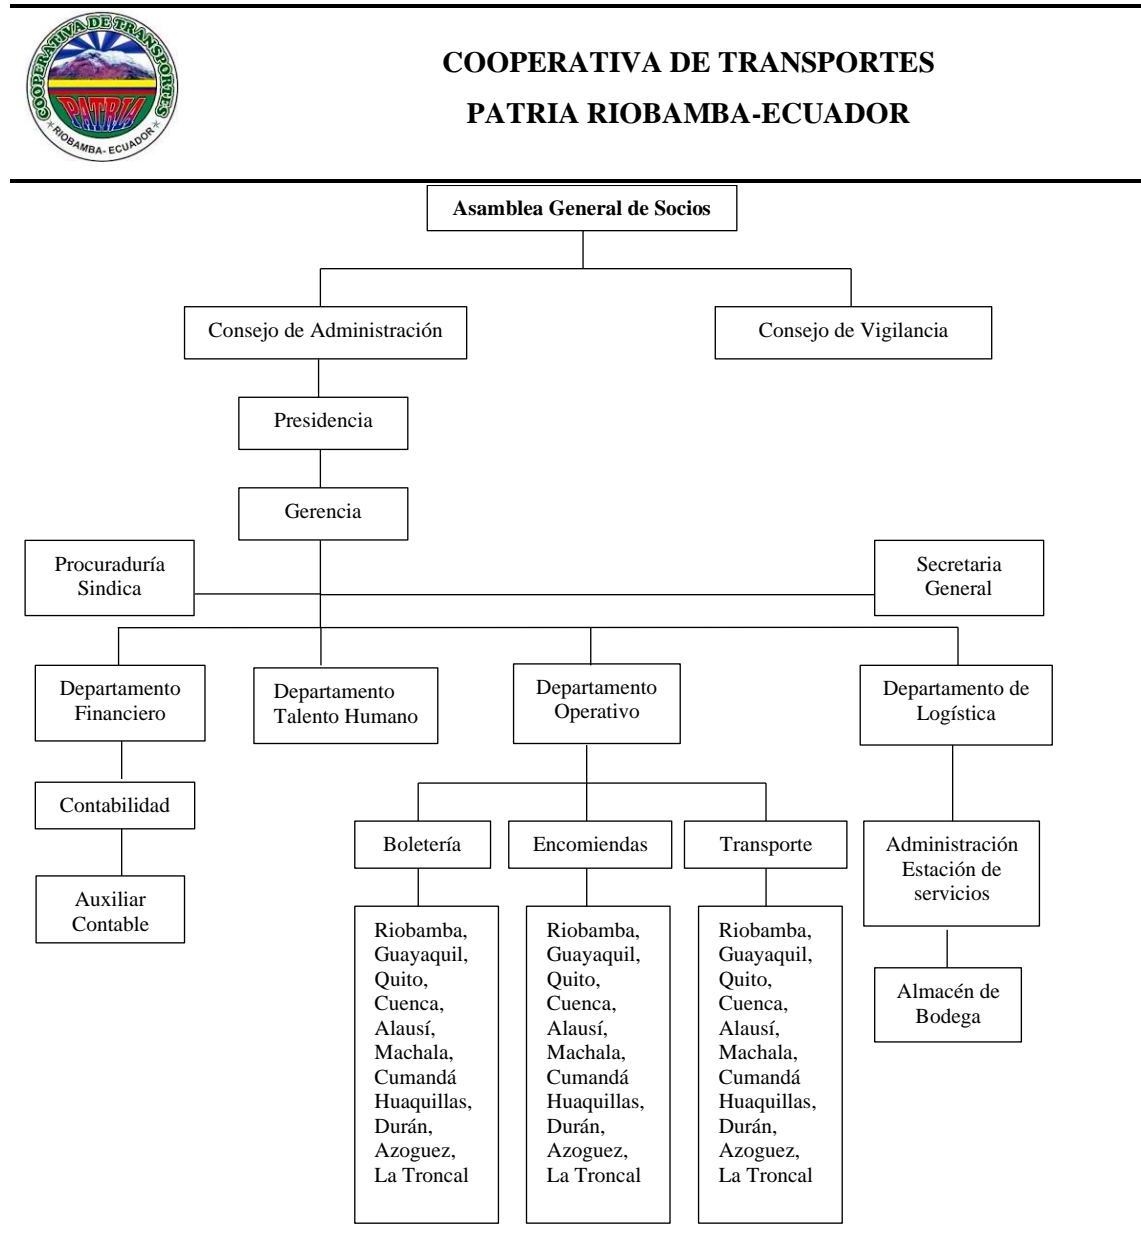 COOPERATIVA DE TRANSPORTES
PATRIA
RIOBAMBA- ECUADOR
COOPERATIVA DE TRANSPORTES
PATRIA RIOBAMBA-ECUADOR
Asamblea General de Socios
Consejo de Administración
Consejo de Vigilancia
Presidencia
Gerencia
Procuraduría
Sindica
Secretaria
General
Departamento
Financiero
Departamento
Talento Humano
Departamento
Operativo
Departamento de
Logística
Contabilidad
Auxiliar
Contable
Boletería
Encomiendas
Transporte
Administración
Estación de
servicios
Riobamba,
Guayaquil,
Quito,
Cuenca,
Alausí,
Machala,
Cumandá
Huaquillas,
Durán,
Azoguez,
La Troncal
Riobamba,
Guayaquil,
Quito,
Cuenca,
Alausí,
Machala,
Cumandá
Huaquillas,
Durán,
Azoguez,
La Troncal
Riobamba,
Guayaquil,
Quito,
Cuenca,
Alausí,
Machala,
Cumandá
Huaquillas,
Durán,
Azoguez,
La Troncal
Almacén de
Bodega